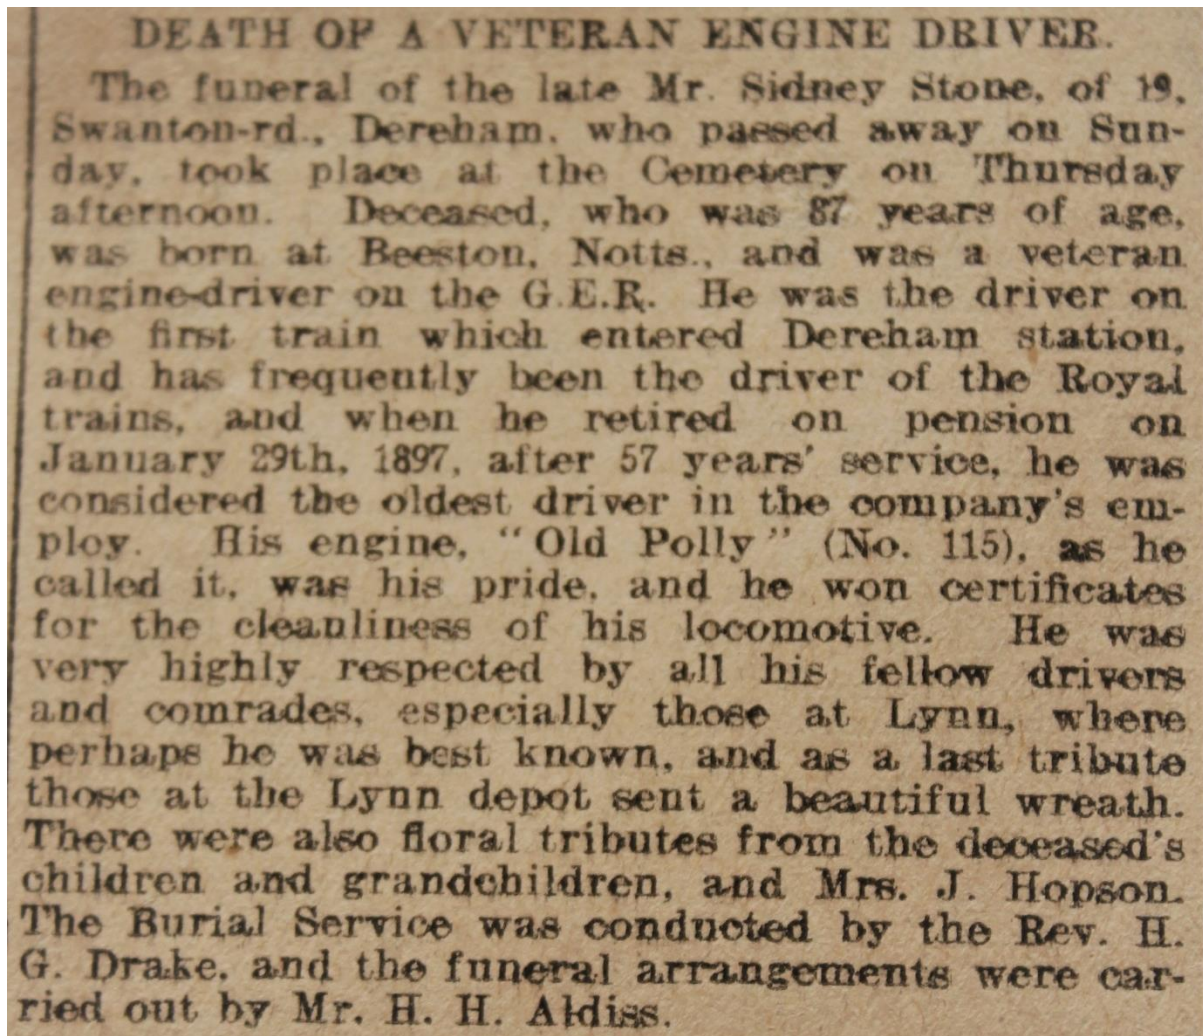 DEATH OF A VETERAN ENGINE DRIVER.
The funeral of the late Mr. Sidney Stone, of 19,
Swanton-rd., Dereham, who passed away on Sun-
day, took place at the Cemetery on Thursday
afternoon. Deceased, who was 87 years of age,
was born at Beeston, Notts., and was a veteran
engine-driver on the G.E.R. He was the driver on
the first train which entered Dereham station,
and has frequently been the driver of the Royal
trains, and when he retired on pension on
January 29th, 1897, after 57 years' service, he was
considered the oldest driver in the company's em-
ploy. His engine, "Old Polly" (No. 115), as he
called it, was his pride, and he won certificates
for the cleanliness of his locomotive. He was
very highly respected by all his fellow drivers
and comrades, especially those at Lynn, where
perhaps he was best known, and as a last tribute
those at the Lynn depot sent a beautiful wreath.
There were also floral tributes from the deceased's
children and grandchildren, and Mrs. J. Hopson.
The Burial Service was conducted by the Rev. H.
G. Drake, and the funeral arrangements were car-
ried out by Mr. H. H. Aldiss.